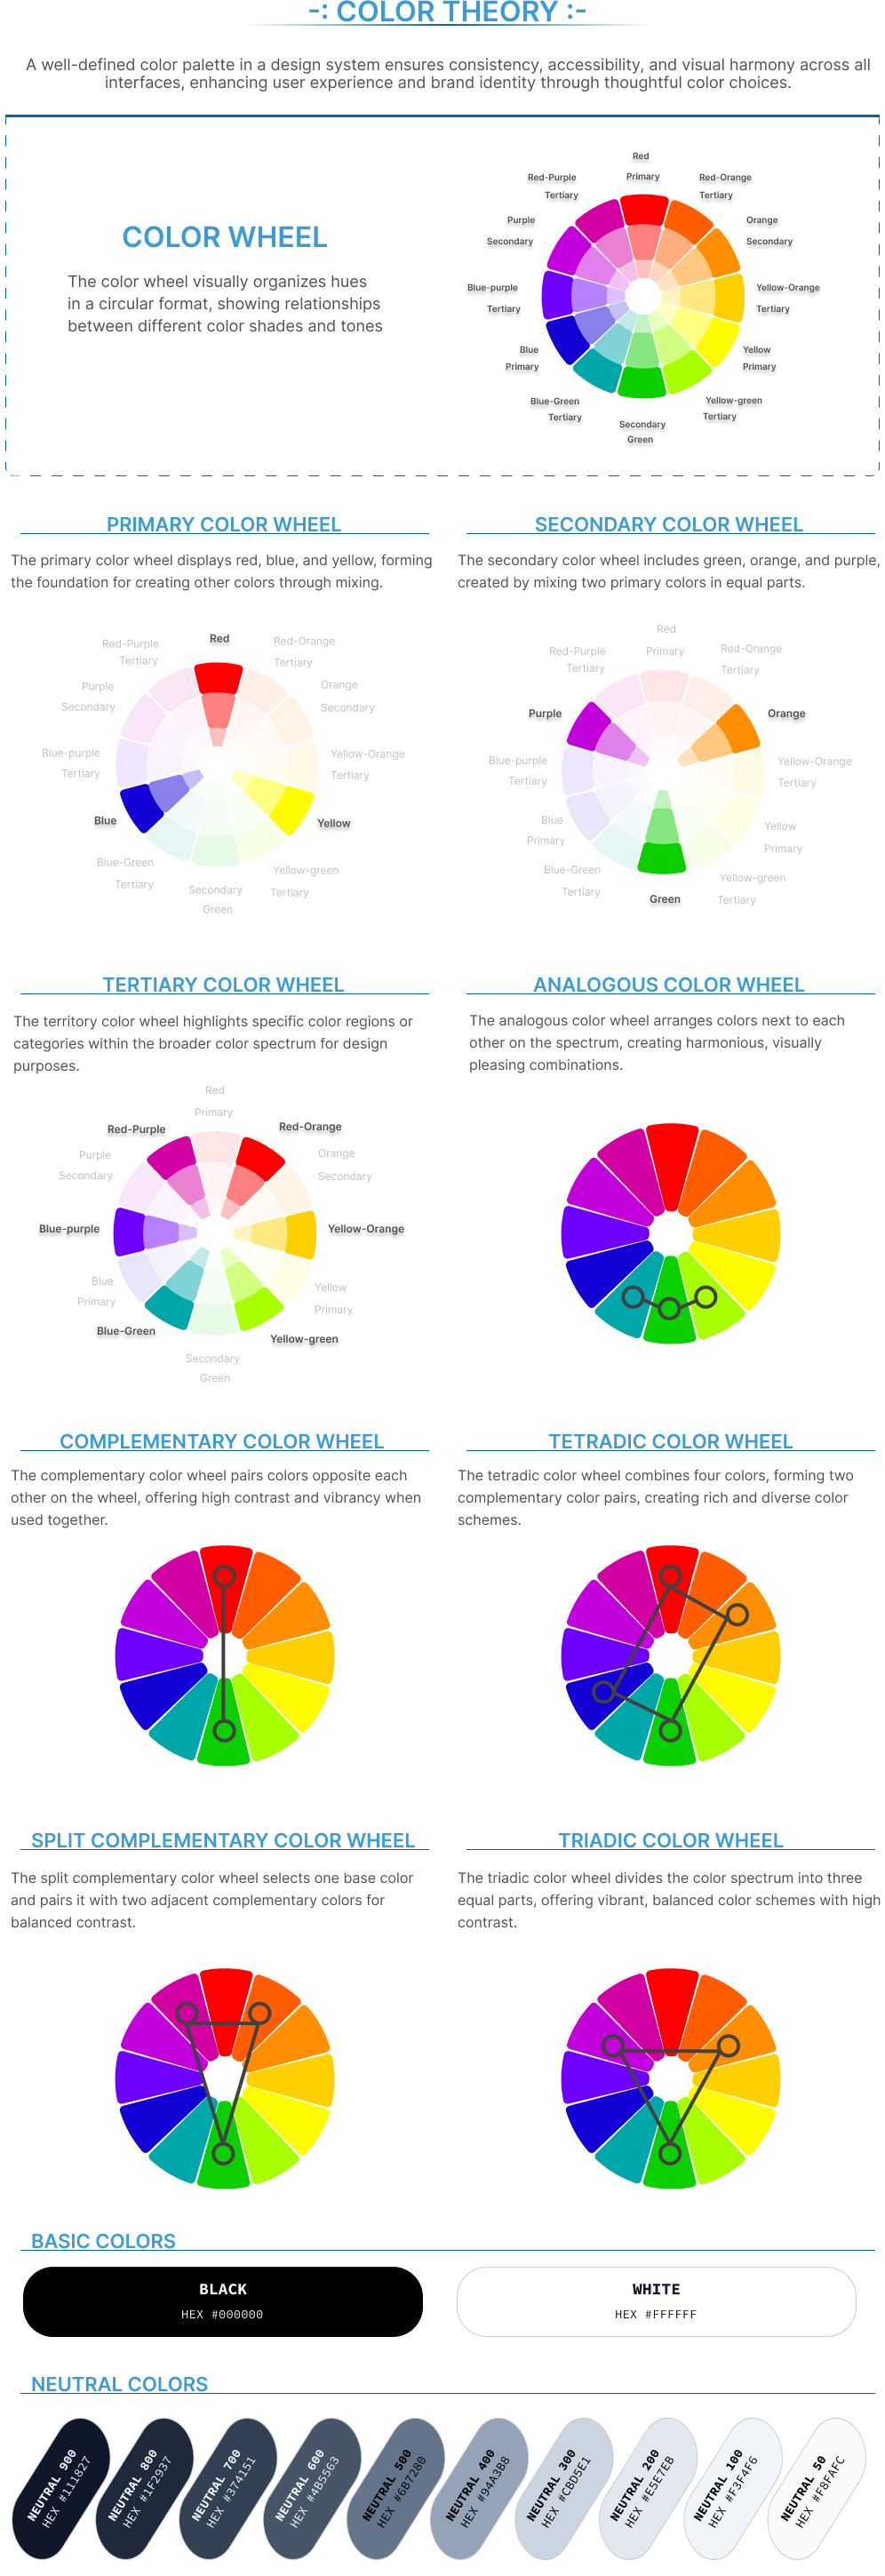 -: COLOR THEORY :-
A well-defined color palette in a design system ensures consistency, accessibility, and visual harmony across all
interfaces, enhancing user experience and brand identity through thoughtful color choices.
COLOR WHEEL
The color wheel visually organizes hues
in a circular format, showing relationships
between different color shades and tones
Red
Primary
Red-Purple
Tertiary
Red-Orange
Tertiary
Purple
Secondary
Orange
Secondary
Blue-purple
Tertiary
Yellow-Orange
Tertiary
Blue
Primary
Yellow
Primary
Blue-Green
Tertiary
Yellow-green
Tertiary
Secondary
Green
PRIMARY COLOR WHEEL
The primary color wheel displays red, blue, and yellow, forming
the foundation for creating other colors through mixing.
Red
Red-Purple
Tertiary
Red-Orange
Tertiary
Purple
Secondary
Orange
Secondary
Blue-purple
Tertiary
Yellow-Orange
Tertiary
Blue
Yellow
Blue-Green
Tertiary
Yellow-green
Tertiary
Secondary
Green
SECONDARY COLOR WHEEL
The secondary color wheel includes green, orange, and purple,
created by mixing two primary colors in equal parts.
Red
Primary
Red-Purple
Tertiary
Red-Orange
Tertiary
Purple
Orange
Blue-purple
Tertiary
Yellow-Orange
Tertiary
Blue
Primary
Yellow
Primary
Blue-Green
Tertiary
Yellow-green
Tertiary
Green
TERTIARY COLOR WHEEL
The territory color wheel highlights specific color regions or
categories within the broader color spectrum for design
purposes.
Red
Primary
Red-Purple
Red-Orange
Purple
Secondary
Orange
Secondary
Blue-purple
Yellow-Orange
Blue
Primary
Yellow
Primary
Blue-Green
Yellow-green
Secondary
Green
ANALOGOUS COLOR WHEEL
The analogous color wheel arranges colors next to each
other on the spectrum, creating harmonious, visually
pleasing combinations.
COMPLEMENTARY COLOR WHEEL
The complementary color wheel pairs colors opposite each
other on the wheel, offering high contrast and vibrancy when
used together.
TETRADIC COLOR WHEEL
The tetradic color wheel combines four colors, forming two
complementary color pairs, creating rich and diverse color
schemes.
SPLIT COMPLEMENTARY COLOR WHEEL
The split complementary color wheel selects one base color
and pairs it with two adjacent complementary colors for
balanced contrast.
TRIADIC COLOR WHEEL
The triadic color wheel divides the color spectrum into three
equal parts, offering vibrant, balanced color schemes with high
contrast.
BASIC COLORS
BLACK
HEX #000000
WHITE
HEX #FFFFFF
NEUTRAL COLORS
NEUTRAL 900
HEX #111827
NEUTRAL 800
HEX #1F2937
NEUTRAL 700
HEX #374151
NEUTRAL 600
HEX #4B5563
NEUTRAL 500
HEX #6B7280
NEUTRAL 400
HEX #94A3B8
NEUTRAL 300
HEX #CBD5E1
NEUTRAL 200
HEX #E5E7EB
NEUTRAL 100
HEX #F3F4F6
NEUTRAL 50
HEX #F8FAFC